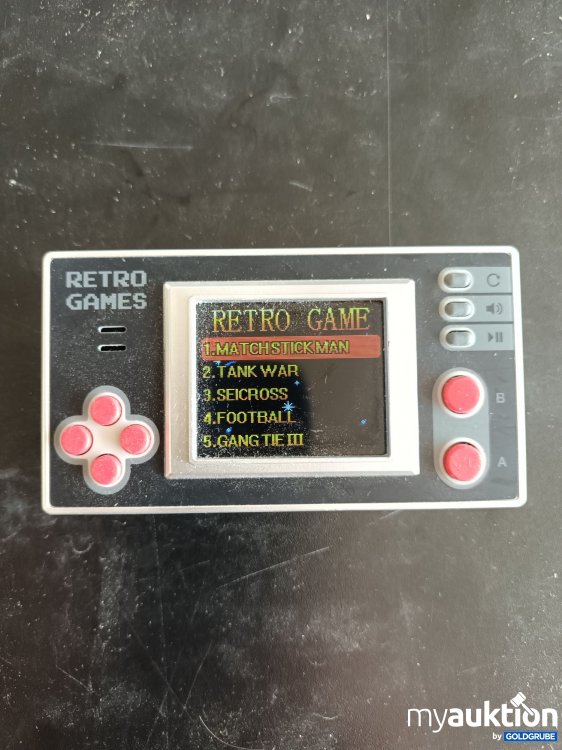 RETRO
GAMES
RETRO GAME
1.MATCHSTICK MAN
2.TANK WAR
3.SEICROSS
4.FOOTBALL
5.GANG TIE III
B
A
myauktion
by GOLDGRUBE